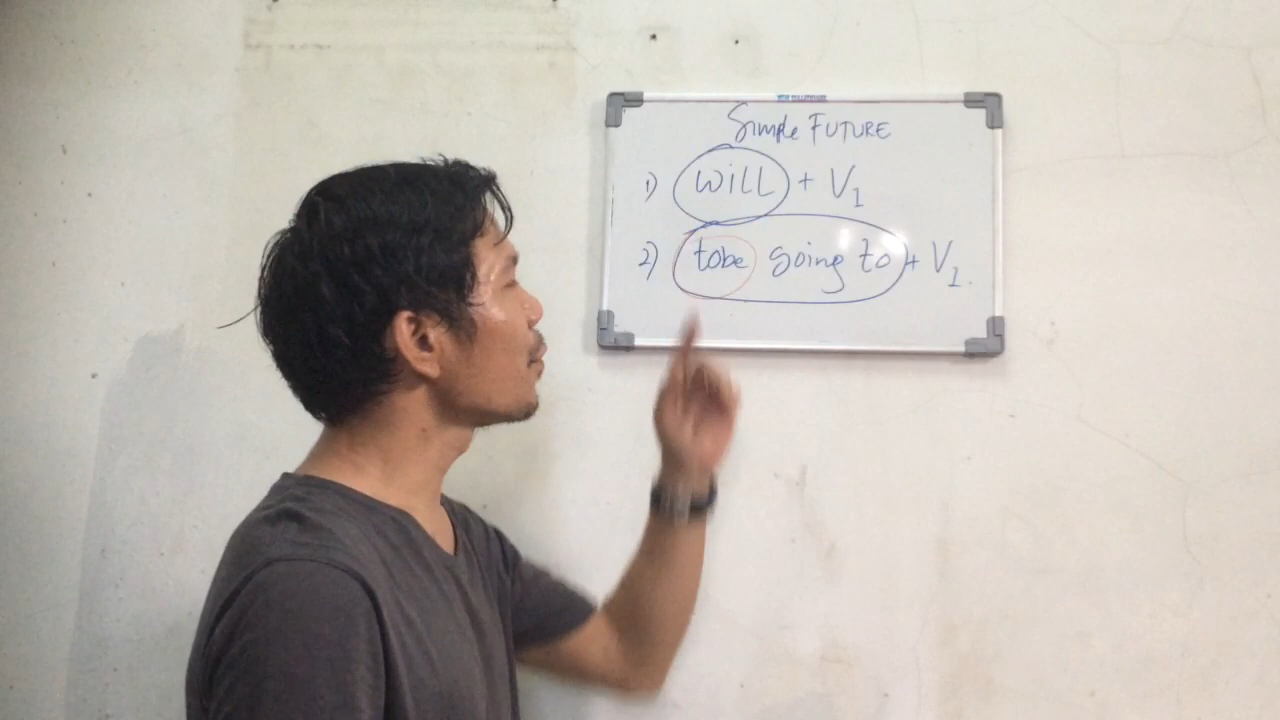 Simple FUTURE
1) will + V1
2) tobe going to + V1.